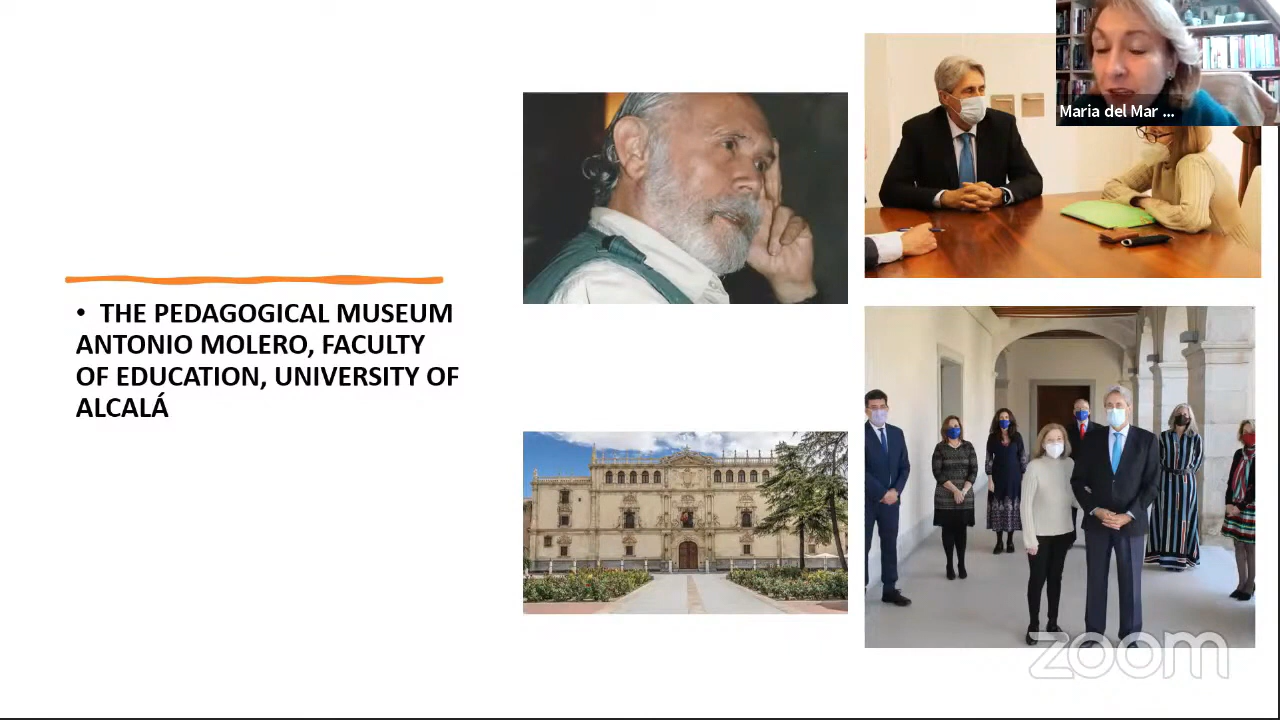 Maria del Mar ...
• THE PEDAGOGICAL MUSEUM
ANTONIO MOLERO, FACULTY
OF EDUCATION, UNIVERSITY OF
ALCALÁ
zoom